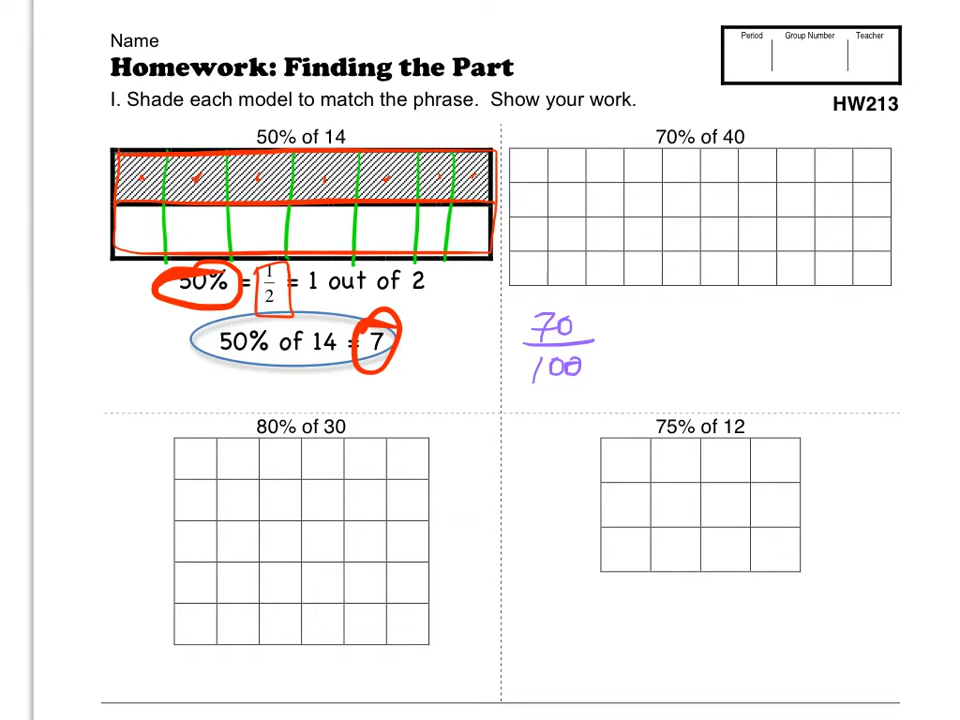 Name
Homework: Finding the Part
Period Group Number Teacher
I. Shade each model to match the phrase. Show your work.
HW213
50% of 14
50% = 1/2 = 1 out of 2
50% of 14 = 7
70% of 40
70
100
80% of 30
75% of 12